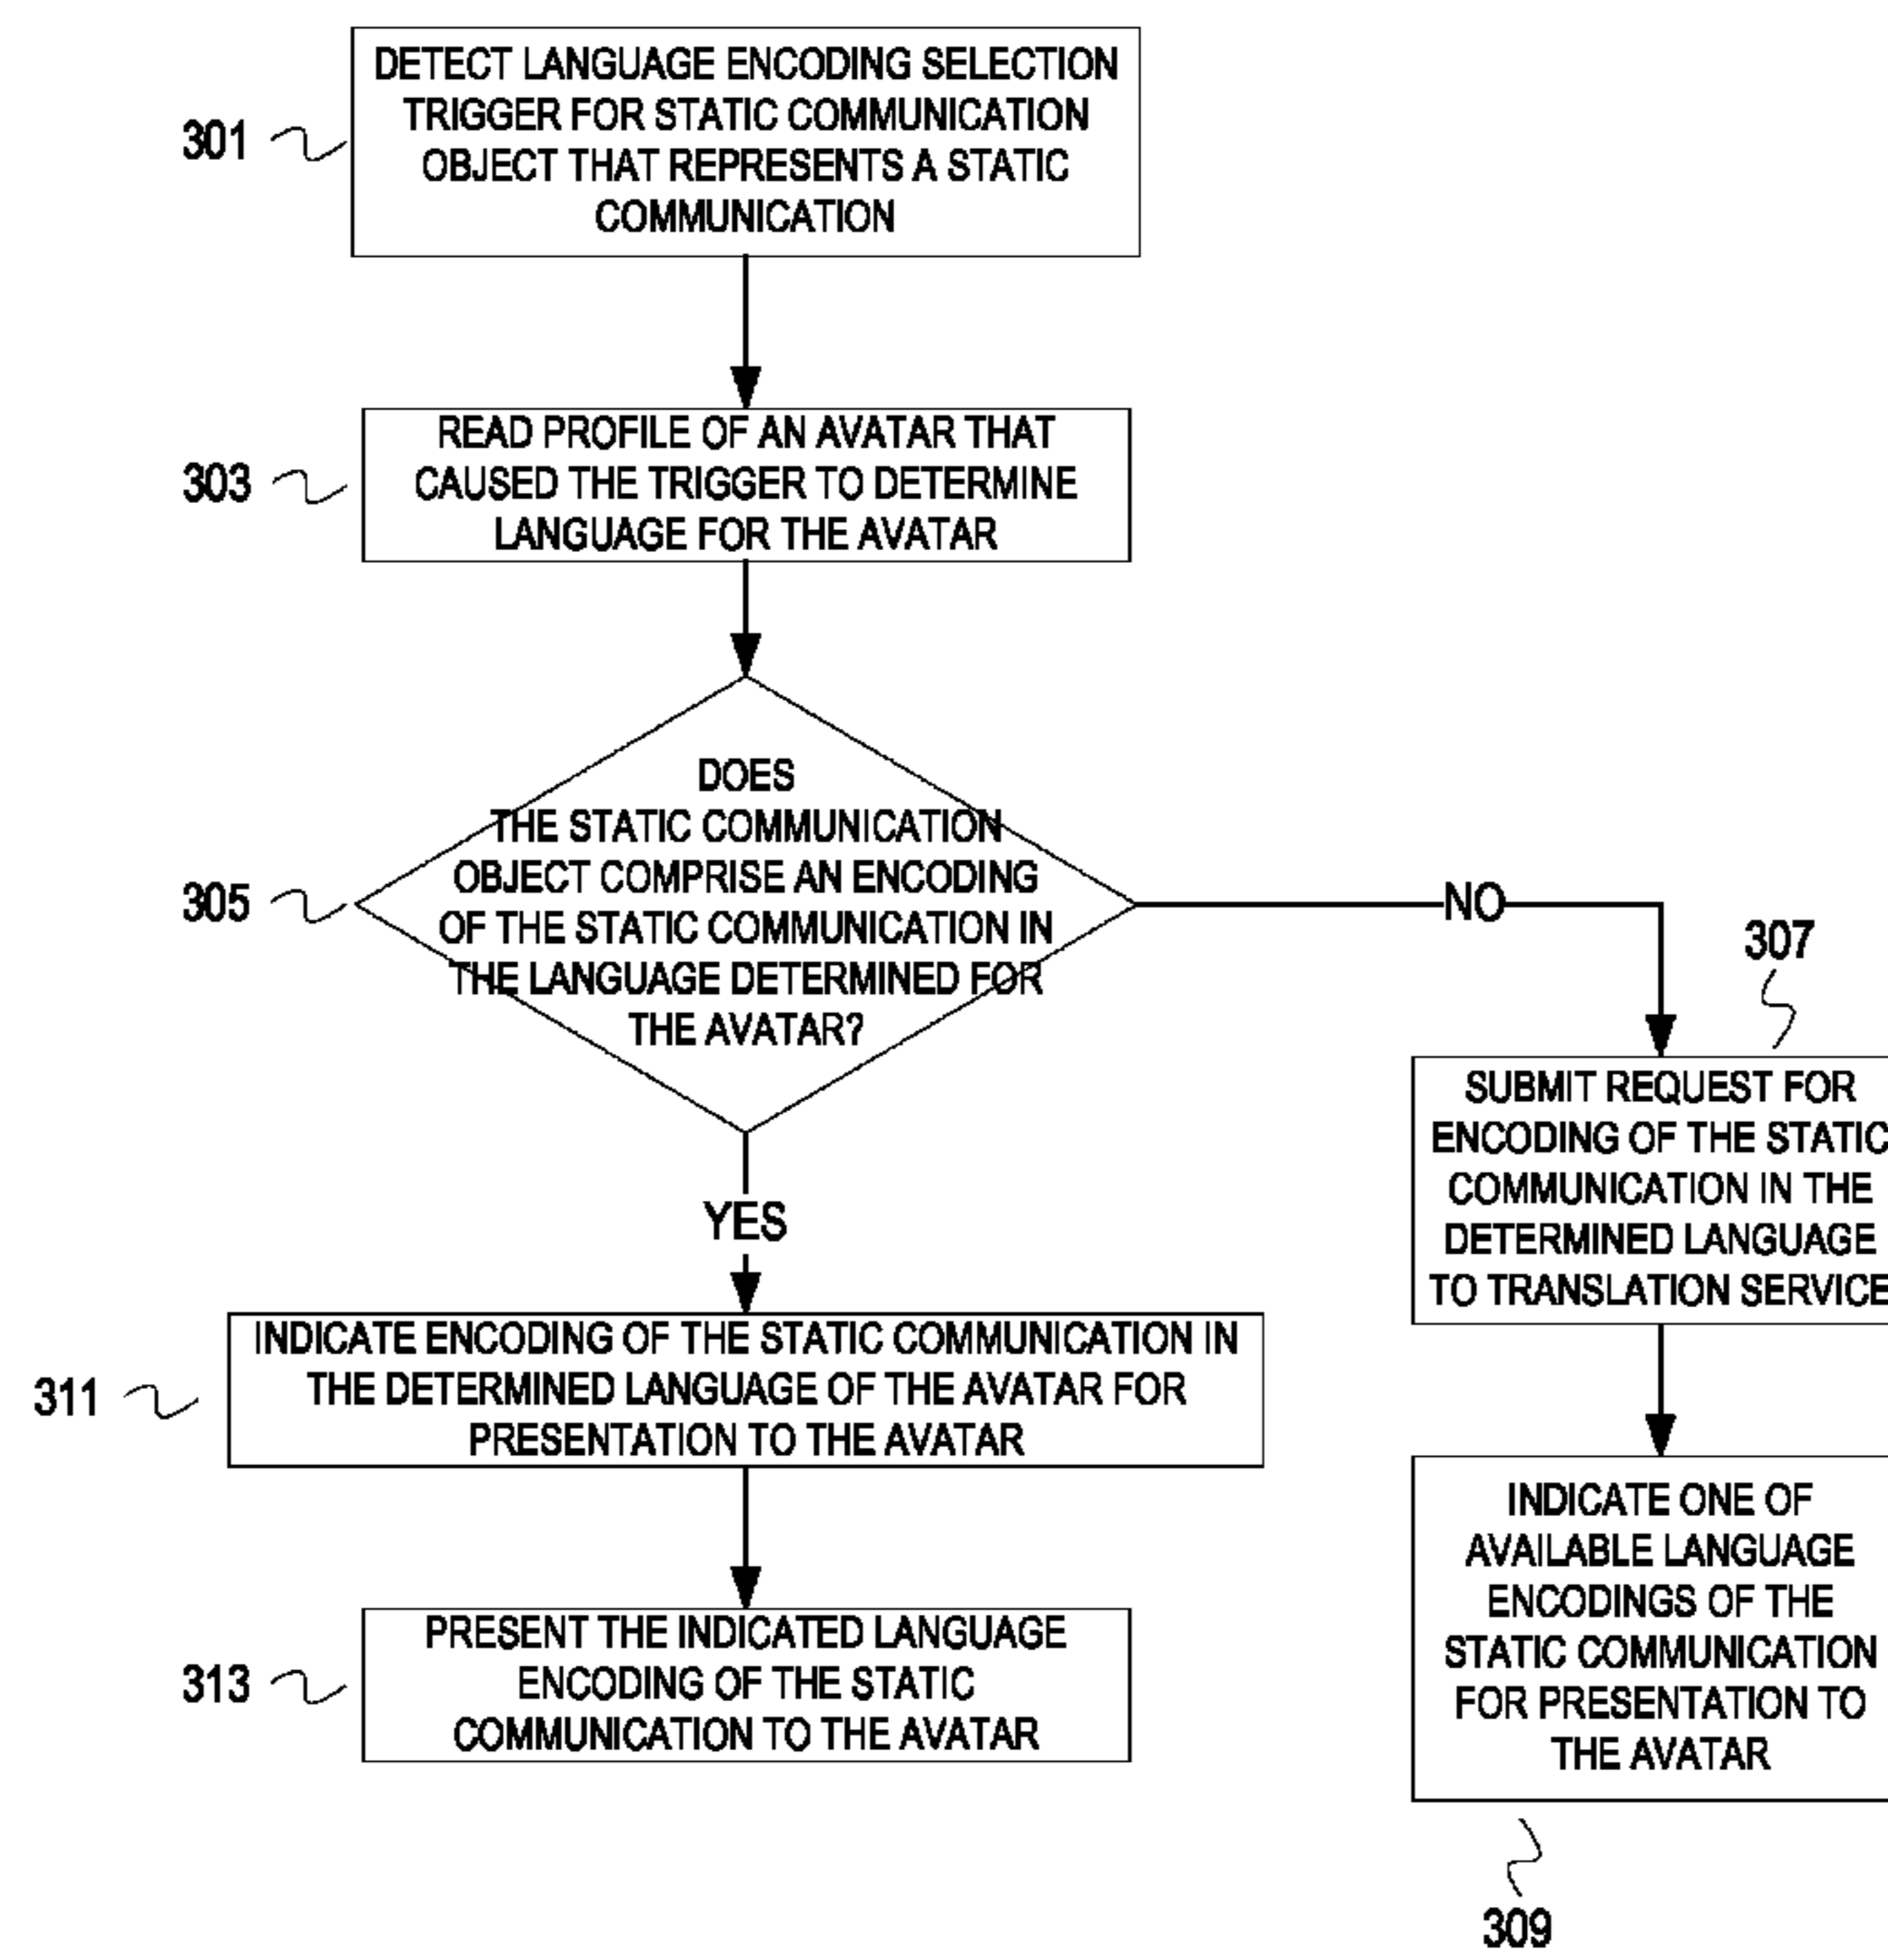 DETECT LANGUAGE ENCODING SELECTION
TRIGGER FOR STATIC COMMUNICATION
OBJECT THAT REPRESENTS A STATIC
COMMUNICATION
301
READ PROFILE OF AN AVATAR THAT
CAUSED THE TRIGGER TO DETERMINE
LANGUAGE FOR THE AVATAR
303
DOES
THE STATIC COMMUNICATION
OBJECT COMPRISE AN ENCODING
OF THE STATIC COMMUNICATION IN
THE LANGUAGE DETERMINED FOR
THE AVATAR?
305
NO
307
SUBMIT REQUEST FOR
ENCODING OF THE STATIC
COMMUNICATION IN THE
DETERMINED LANGUAGE
TO TRANSLATION SERVICE
YES
INDICATE ENCODING OF THE STATIC COMMUNICATION IN
THE DETERMINED LANGUAGE OF THE AVATAR FOR
PRESENTATION TO THE AVATAR
311
INDICATE ONE OF
AVAILABLE LANGUAGE
ENCODINGS OF THE
STATIC COMMUNICATION
FOR PRESENTATION TO
THE AVATAR
309
PRESENT THE INDICATED LANGUAGE
ENCODING OF THE STATIC
COMMUNICATION TO THE AVATAR
313